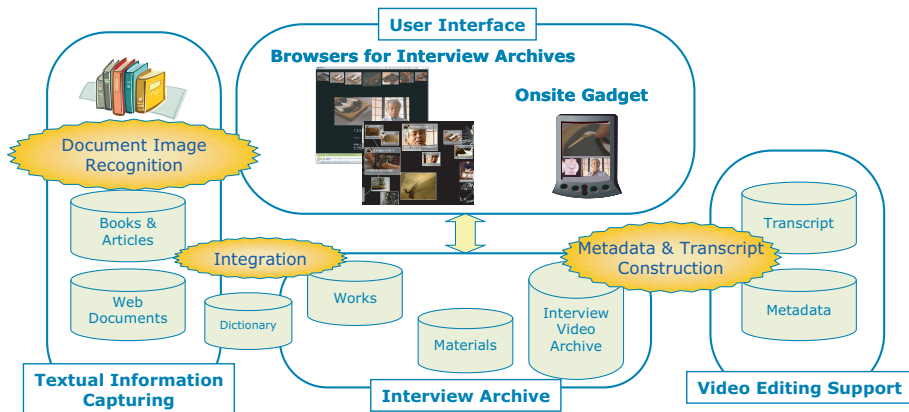 User Interface
Browsers for Interview Archives
Onsite Gadget
Document Image
Recognition
Books &
Articles
Web
Documents
Dictionary
Textual Information
Capturing
Integration
Works
Materials
Interview
Video
Archive
Interview Archive
Metadata & Transcript
Construction
Transcript
Metadata
Video Editing Support